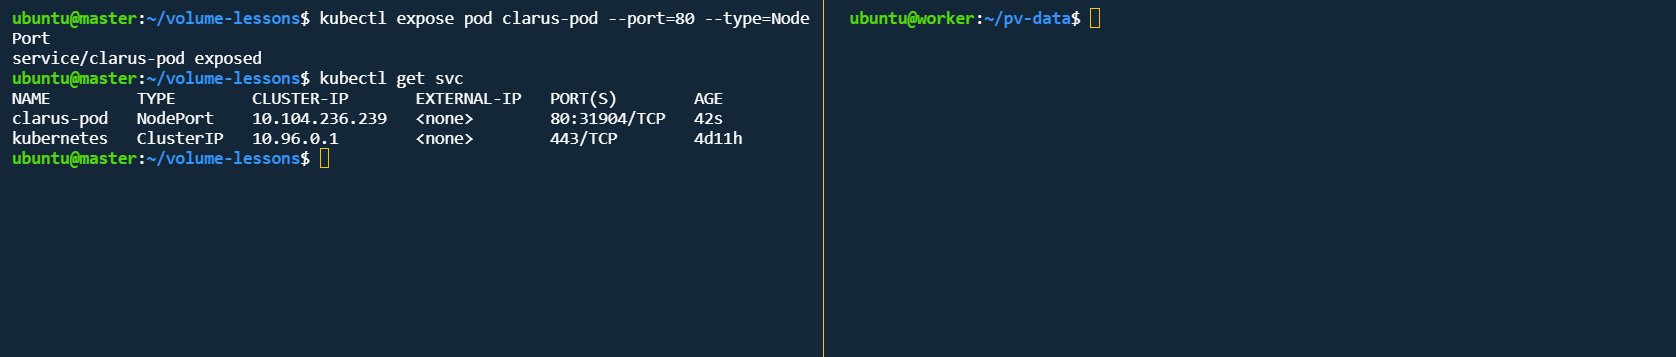 ubuntu@master:~/volume-lessons$ kubectl expose pod clarus-pod --port=80 --type=Node
Port
service/clarus-pod exposed
ubuntu@master:~/volume-lessons$ kubectl get svc
NAME         TYPE        CLUSTER-IP       EXTERNAL-IP   PORT(S)        AGE
clarus-pod   NodePort    10.104.236.239   <none>        80:31904/TCP   42s
kubernetes   ClusterIP   10.96.0.1        <none>        443/TCP        4d11h
ubuntu@master:~/volume-lessons$
ubuntu@worker:~/pv-data$